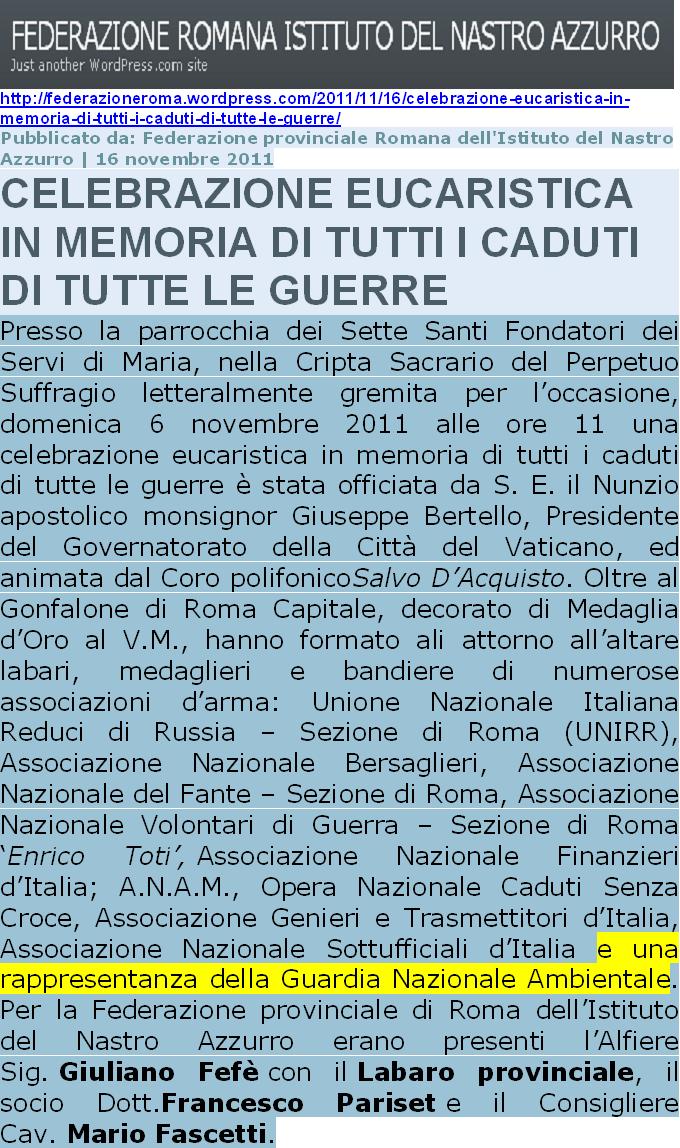 FEDERAZIONE ROMANA ISTITUTO DEL NASTRO AZZURRO
Just another WordPress.com site
http://federazioneroma.wordpress.com/2011/11/16/celebrazione-eucaristica-in-
memoria-di-tutti-i-caduti-di-tutte-le-guerre/
Pubblicato da: Federazione provinciale Romana dell'Istituto del Nastro
Azzurro | 16 novembre 2011
CELEBRAZIONE EUCARISTICA
IN MEMORIA DI TUTTI I CADUTI
DI TUTTE LE GUERRE
Presso la parrocchia dei Sette Santi Fondatori dei
Servi di Maria, nella Cripta Sacrario del Perpetuo
Suffragio letteralmente gremita per l’occasione,
domenica 6 novembre 2011 alle ore 11 una
celebrazione eucaristica in memoria di tutti i caduti
di tutte le guerre è stata officiata da S. E. il Nunzio
apostolico monsignor Giuseppe Bertello, Presidente
del Governatorato della Città del Vaticano, ed
animata dal Coro polifonicoSalvo D’Acquisto. Oltre al
Gonfalone di Roma Capitale, decorato di Medaglia
d’Oro al V.M., hanno formato ali attorno all’altare
labari, medaglieri e bandiere di numerose
associazioni d’arma: Unione Nazionale Italiana
Reduci di Russia – Sezione di Roma (UNIRR),
Associazione Nazionale Bersaglieri, Associazione
Nazionale del Fante – Sezione di Roma, Associazione
Nazionale Volontari di Guerra – Sezione di Roma
‘Enrico Toti’, Associazione Nazionale Finanzieri
d’Italia; A.N.A.M., Opera Nazionale Caduti Senza
Croce, Associazione Genieri e Trasmettitori d’Italia,
Associazione Nazionale Sottufficiali d’Italia e una
rappresentanza della Guardia Nazionale Ambientale.
Per la Federazione provinciale di Roma dell’Istituto
del Nastro Azzurro erano presenti l’Alfiere
Sig. Giuliano Fefè con il Labaro provinciale, il
socio Dott.Francesco Pariset e il Consigliere
Cav. Mario Fascetti.